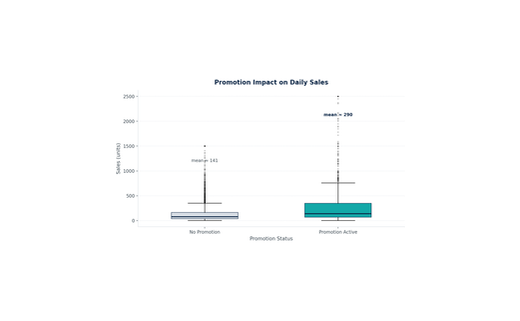 Promotion Impact on Daily Sales
2500
2000
1500
1000
500
0
Sales (units)
mean = 141
mean = 290
No Promotion
Promotion Active
Promotion Status